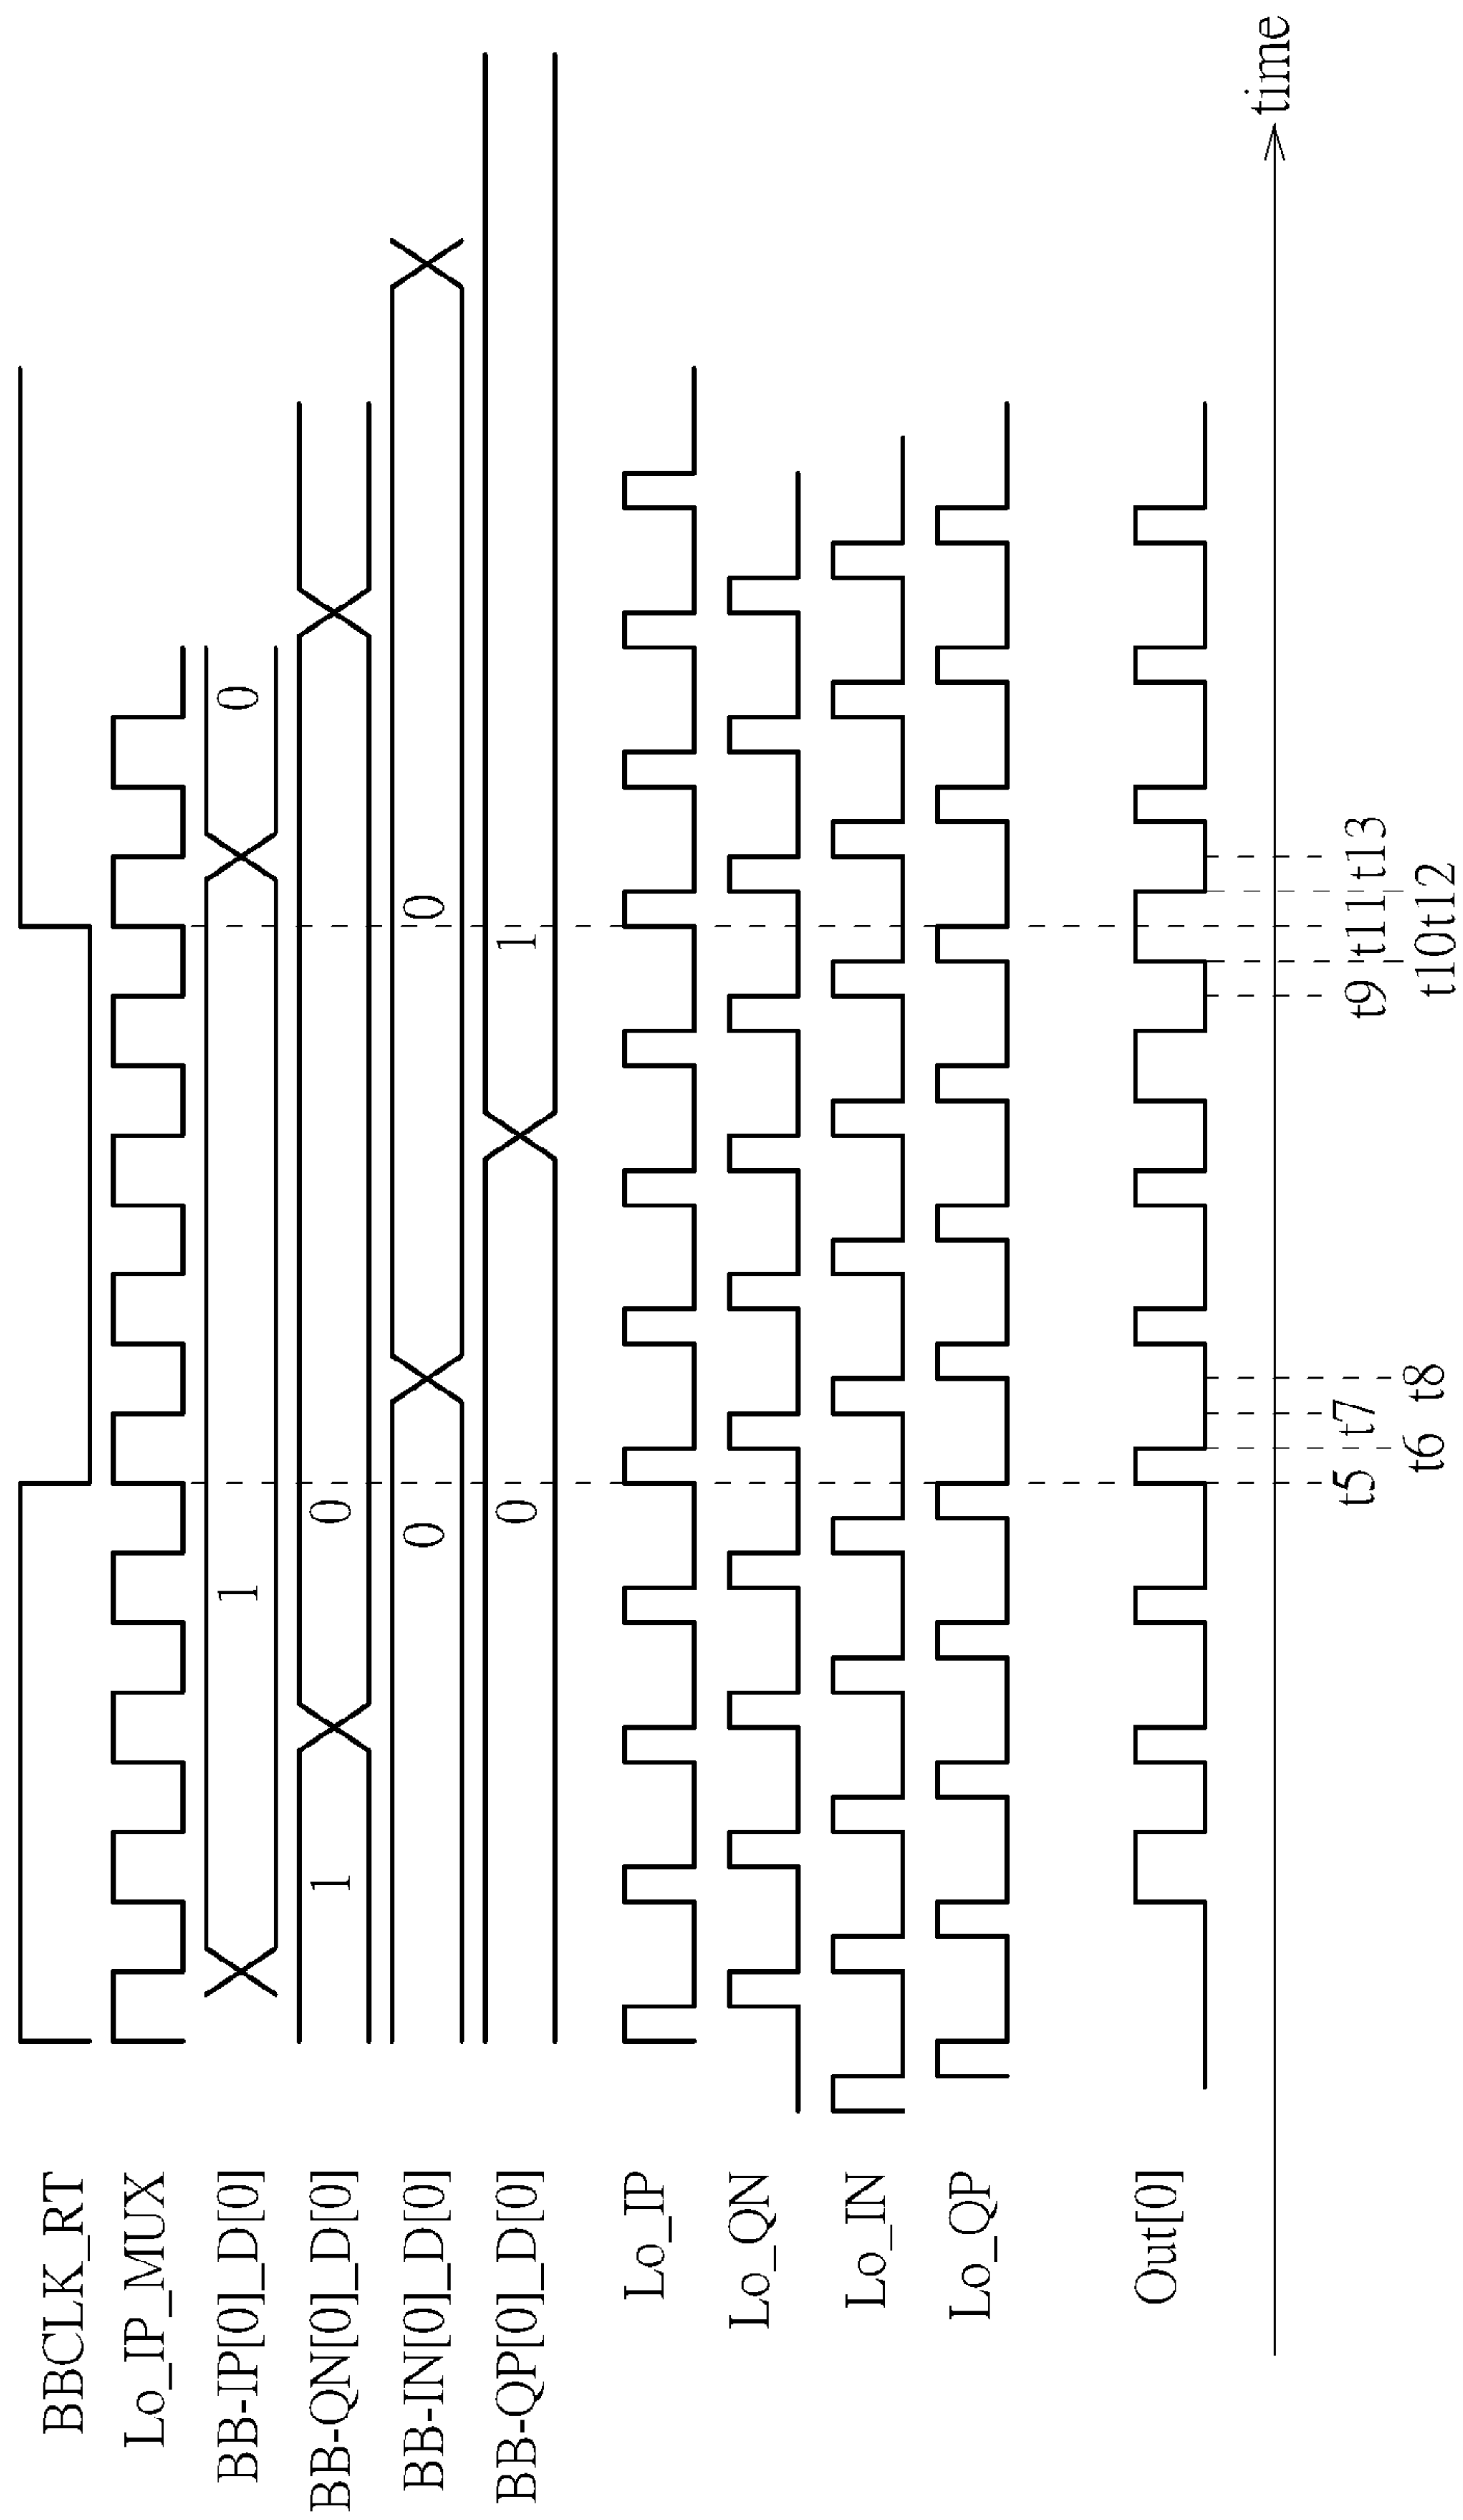 BBCLK_RT
Lo_IP_MUX
BB-IP[0]_D[0] 1 0
BB-QN[0]_D[0] 1 0
BB-IN[0]_D[0] 0 0
BB-QP[0]_D[0] 0 1
Lo_IP
Lo_QN
Lo_IN
Lo_QP
Out[0]
time
t5 t7 t9 t11 t13
t6 t8 t10 t12